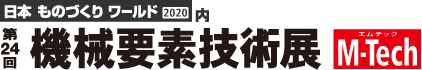 日本 ものづくり ワールド 2020 内
第24回 機械要素技術展
エムテック
M-Tech